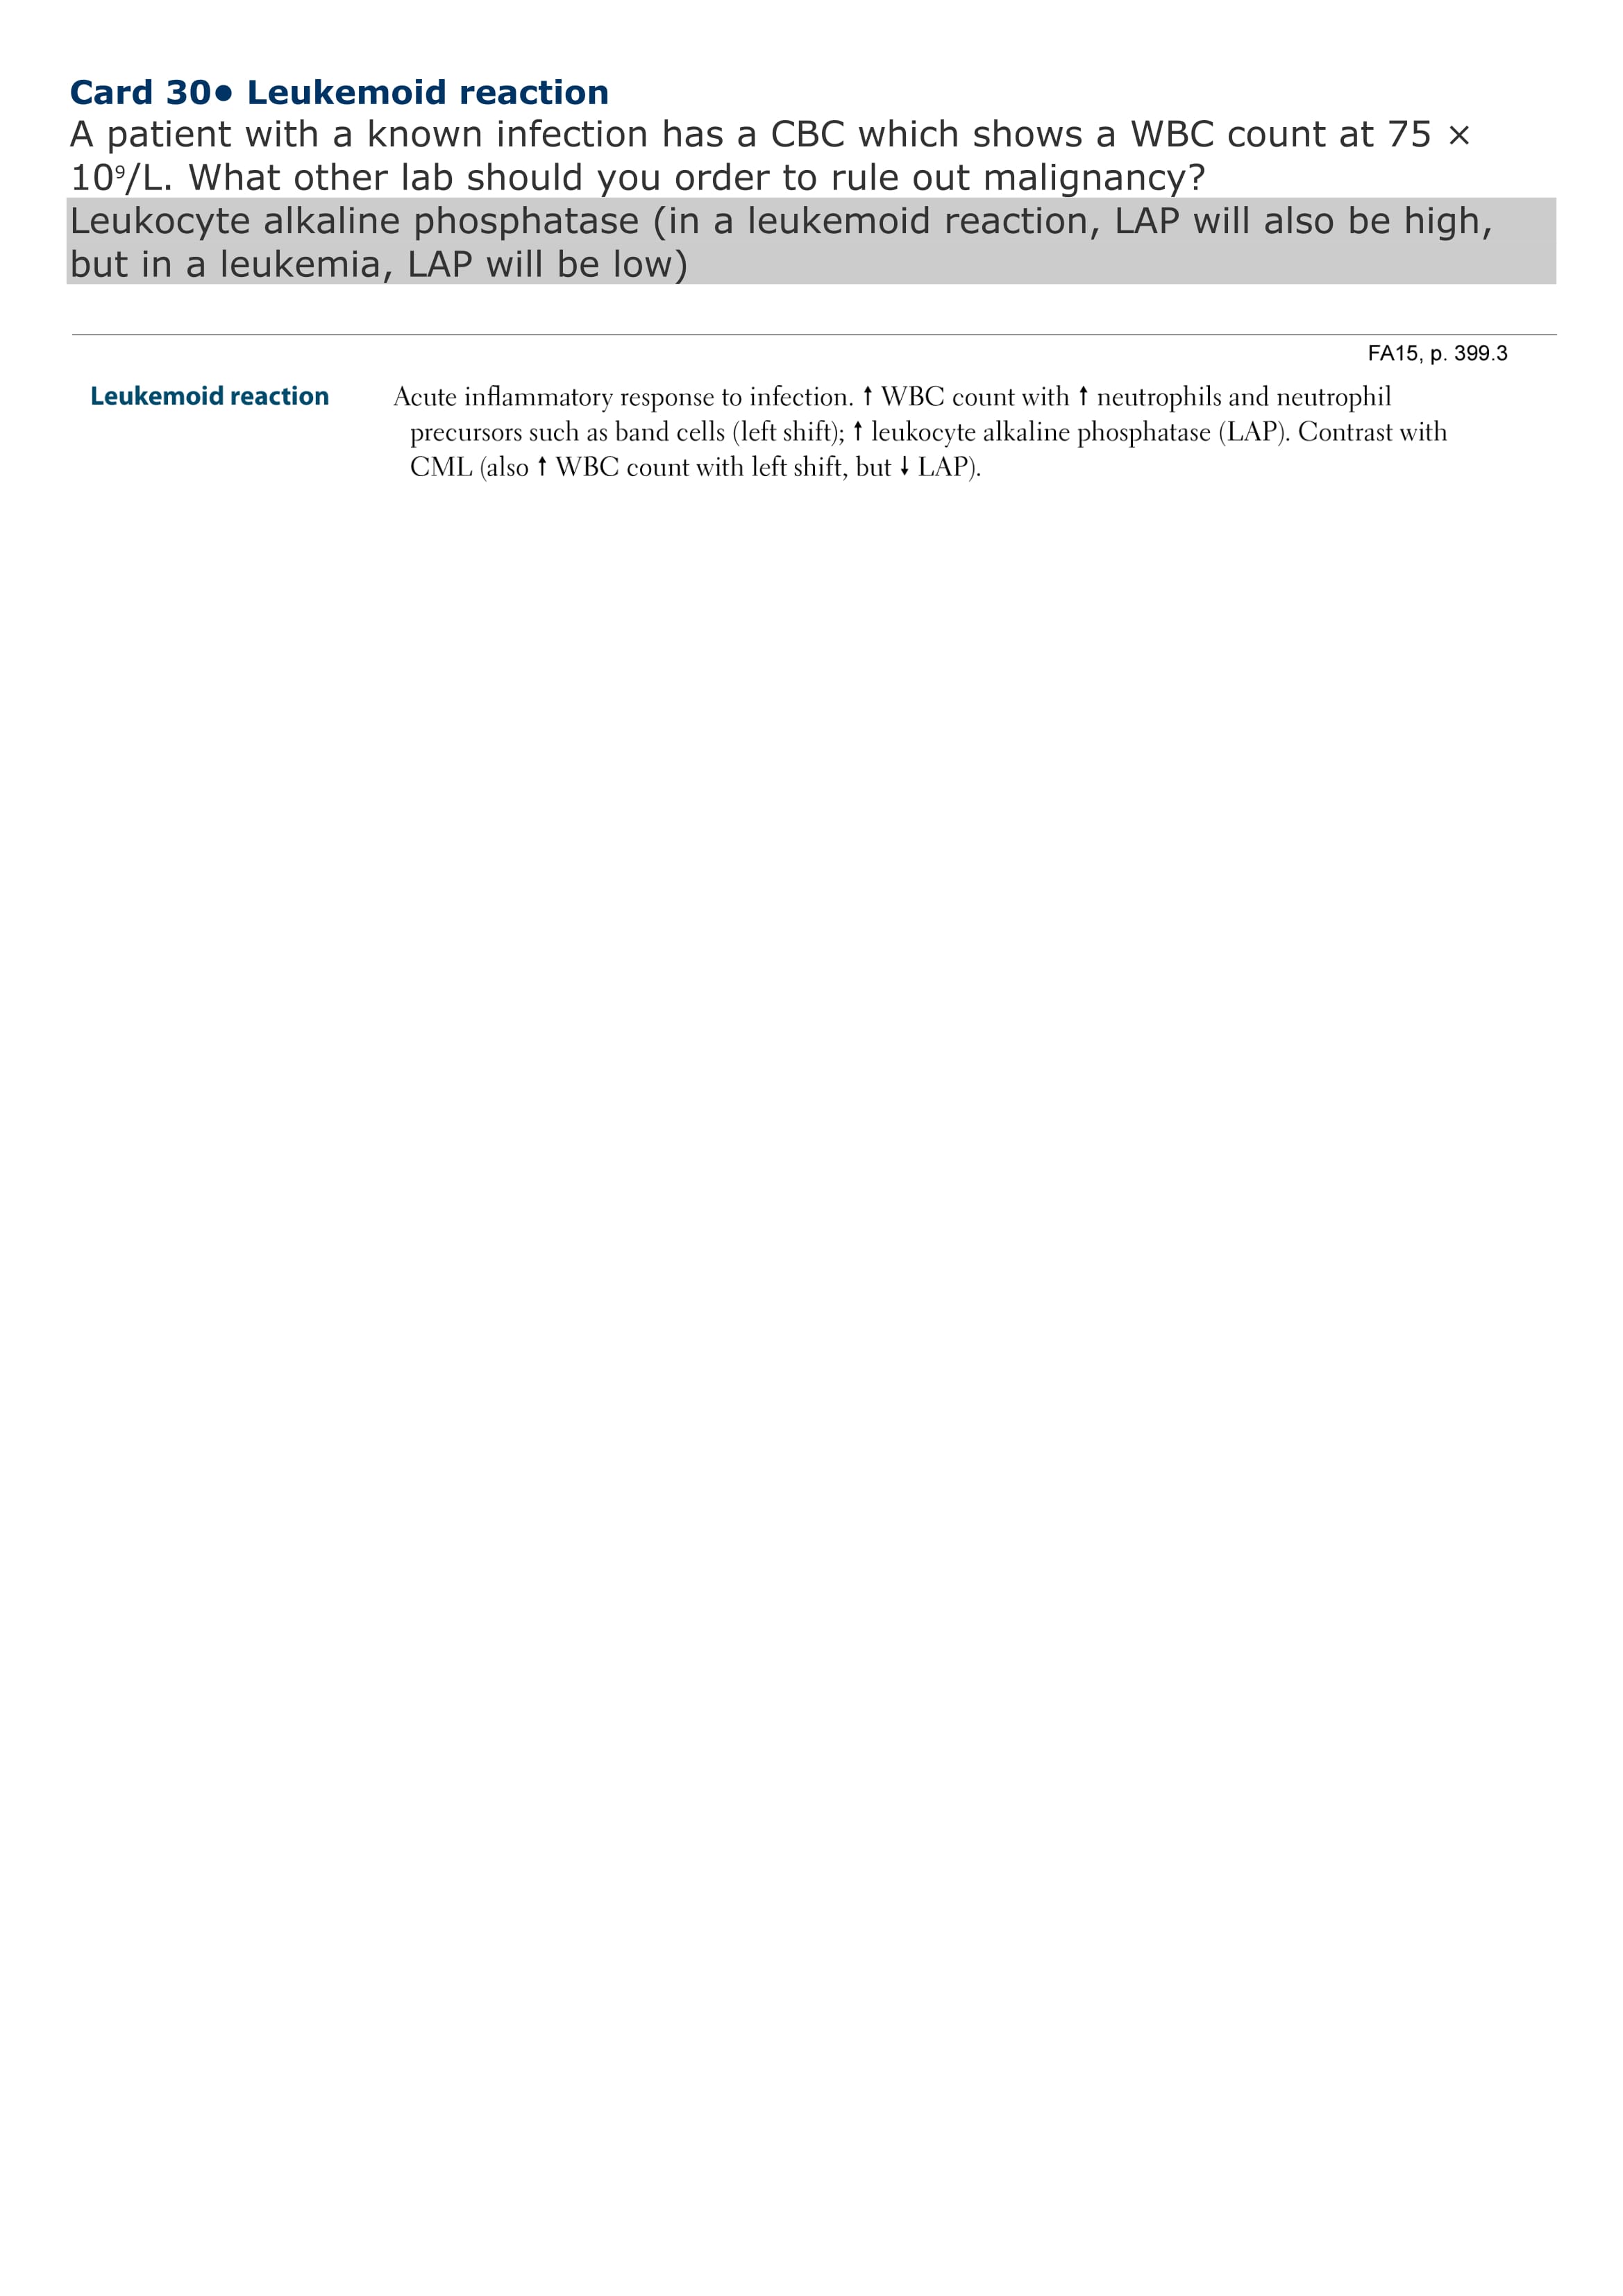 Card 30● Leukemoid reaction
A patient with a known infection has a CBC which shows a WBC count at 75 ×
10⁹/L. What other lab should you order to rule out malignancy?
Leukocyte alkaline phosphatase (in a leukemoid reaction, LAP will also be high,
but in a leukemia, LAP will be low)
FA15, p. 399.3
Leukemoid reaction Acute inflammatory response to infection. ↑ WBC count with ↑ neutrophils and neutrophil
precursors such as band cells (left shift); ↑ leukocyte alkaline phosphatase (LAP). Contrast with
CML (also ↑ WBC count with left shift, but ↓ LAP).